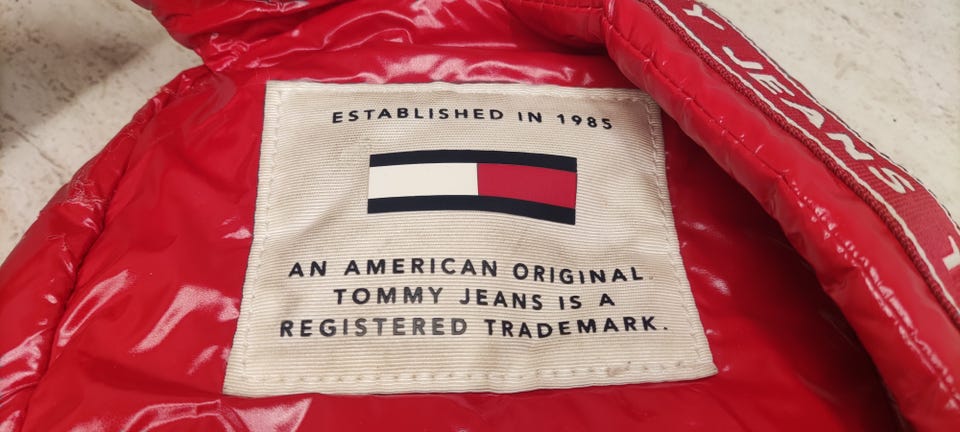 ESTABLISHED IN 1985
AN AMERICAN ORIGINAL.
TOMMY JEANS IS A
REGISTERED TRADEMARK.
Y JEANS